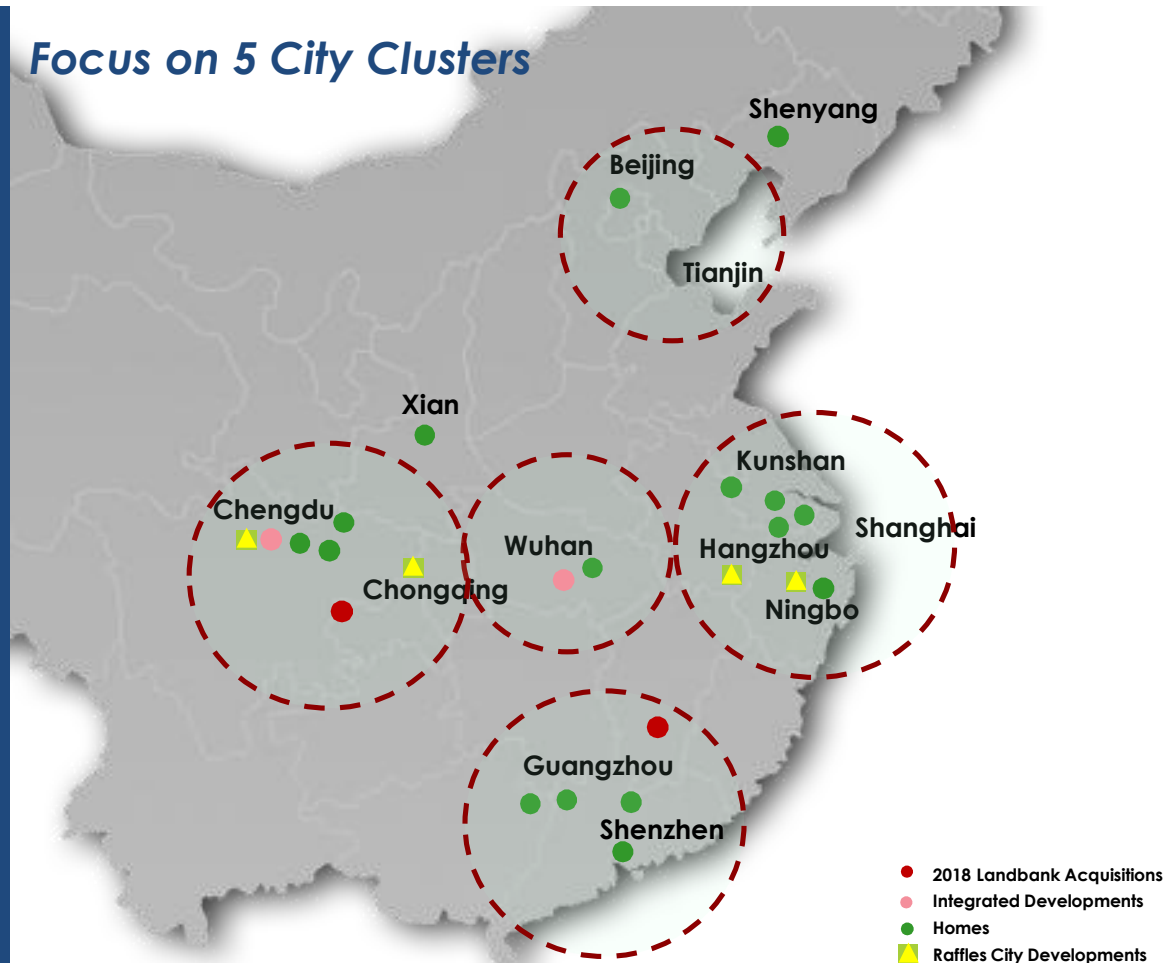 Focus on 5 City Clusters
Shenyang
Beijing
Tianjin
Xian
Kunshan
Chengdu
Shanghai
Wuhan
Hangzhou
Chongqing
Ningbo
Guangzhou
Shenzhen
2018 Landbank Acquisitions
Integrated Developments
Homes
Raffles City Developments